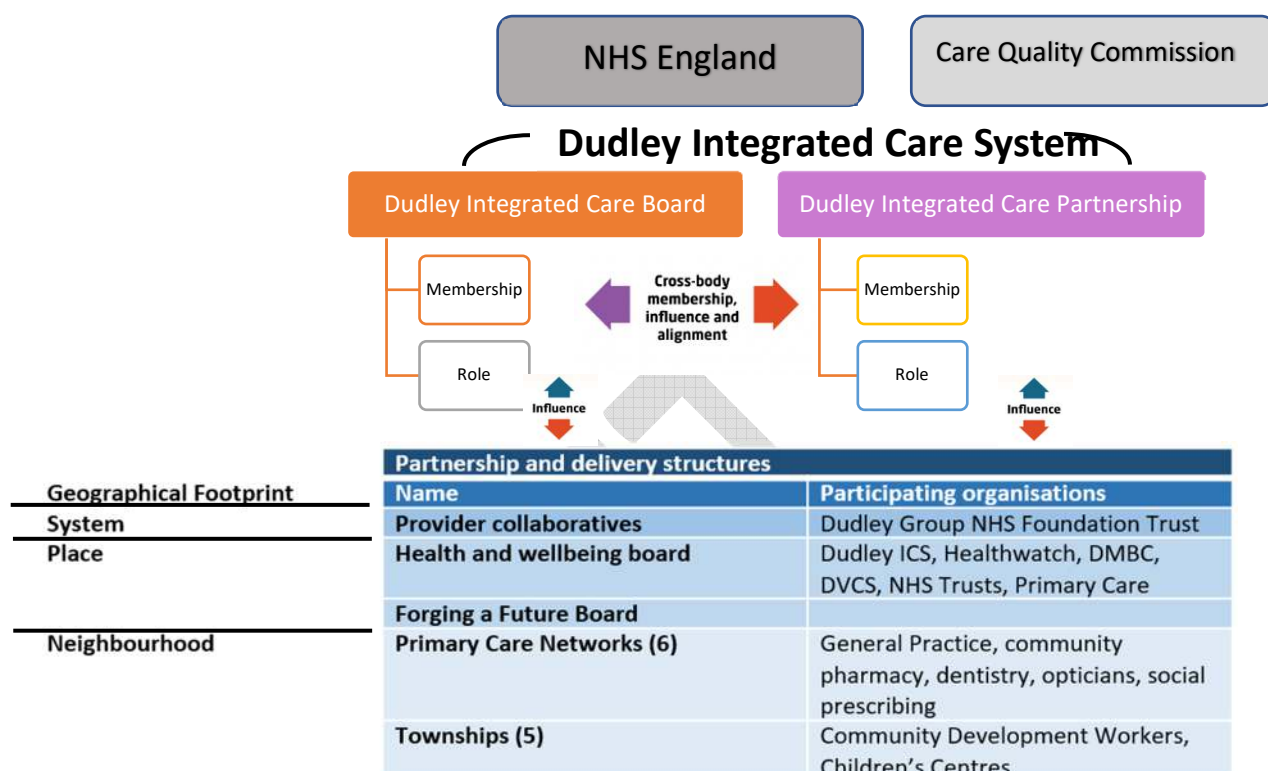 NHS England
Care Quality Commission
Dudley Integrated Care System
Dudley Integrated Care Board
Dudley Integrated Care Partnership
Membership
Cross-body
membership,
influence and
alignment
Membership
Role
Role
Influence
Influence
Partnership and delivery structures
Geographical Footprint
Name
Participating organisations
System
Provider collaboratives
Dudley Group NHS Foundation Trust
Place
Health and wellbeing board
Dudley ICS, Healthwatch, DMBC,
DVCS, NHS Trusts, Primary Care
Forging a Future Board
Neighbourhood
Primary Care Networks (6)
General Practice, community
pharmacy, dentistry, opticians, social
prescribing
Townships (5)
Community Development Workers,
Children's Centres